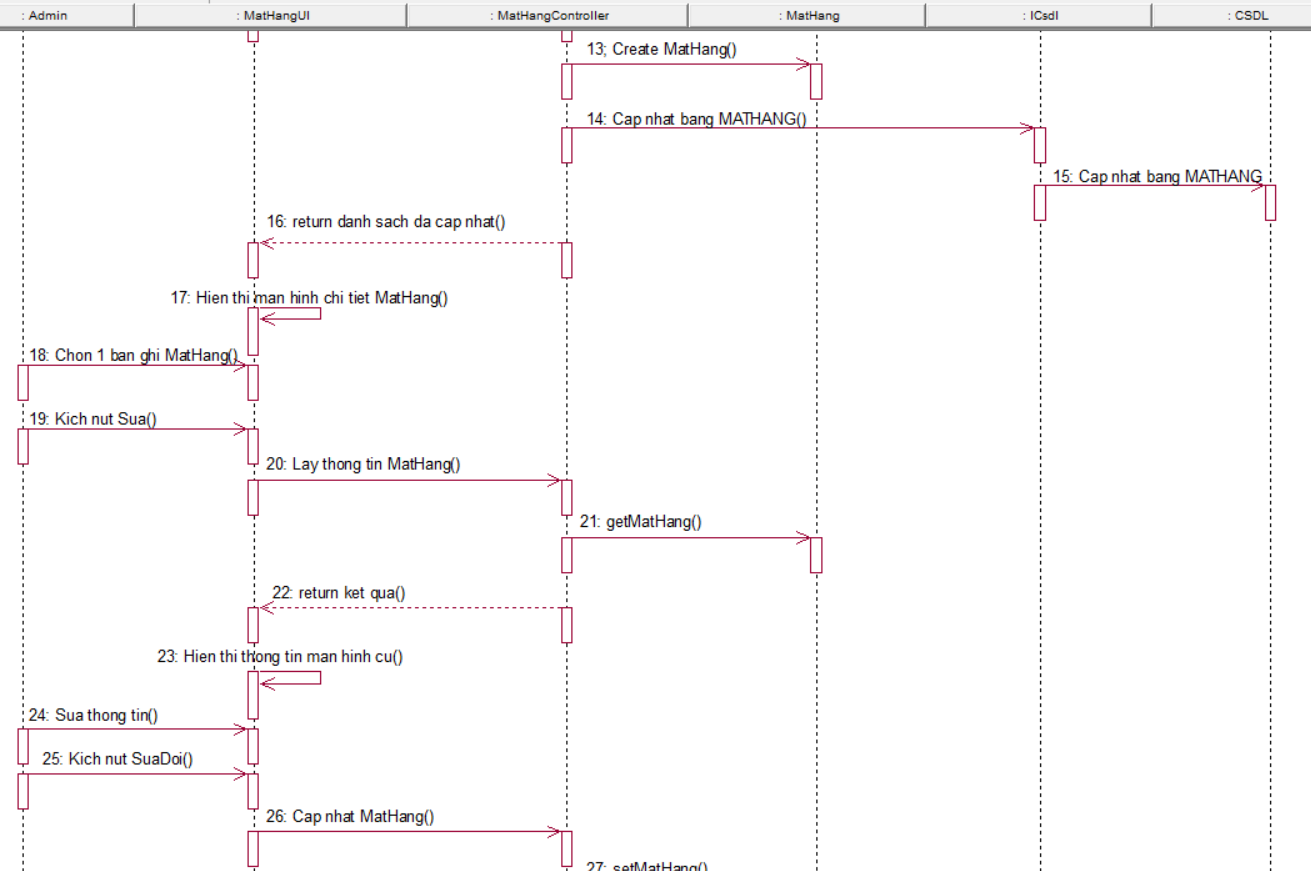 : Admin
: MatHangUI
: MatHangController
: MatHang
: ICsdl
: CSDL
13; Create MatHang()
14: Cap nhat bang MATHANG()
15: Cap nhat bang MATHANG
16: return danh sach da cap nhat()
17: Hien thi man hinh chi tiet MatHang()
18: Chon 1 ban ghi MatHang()
19: Kich nut Sua()
20: Lay thong tin MatHang()
21: getMatHang()
22: return ket qua()
23: Hien thi thong tin man hinh cu()
24: Sua thong tin()
25: Kich nut SuaDoi()
26: Cap nhat MatHang()
27: setMatHang()